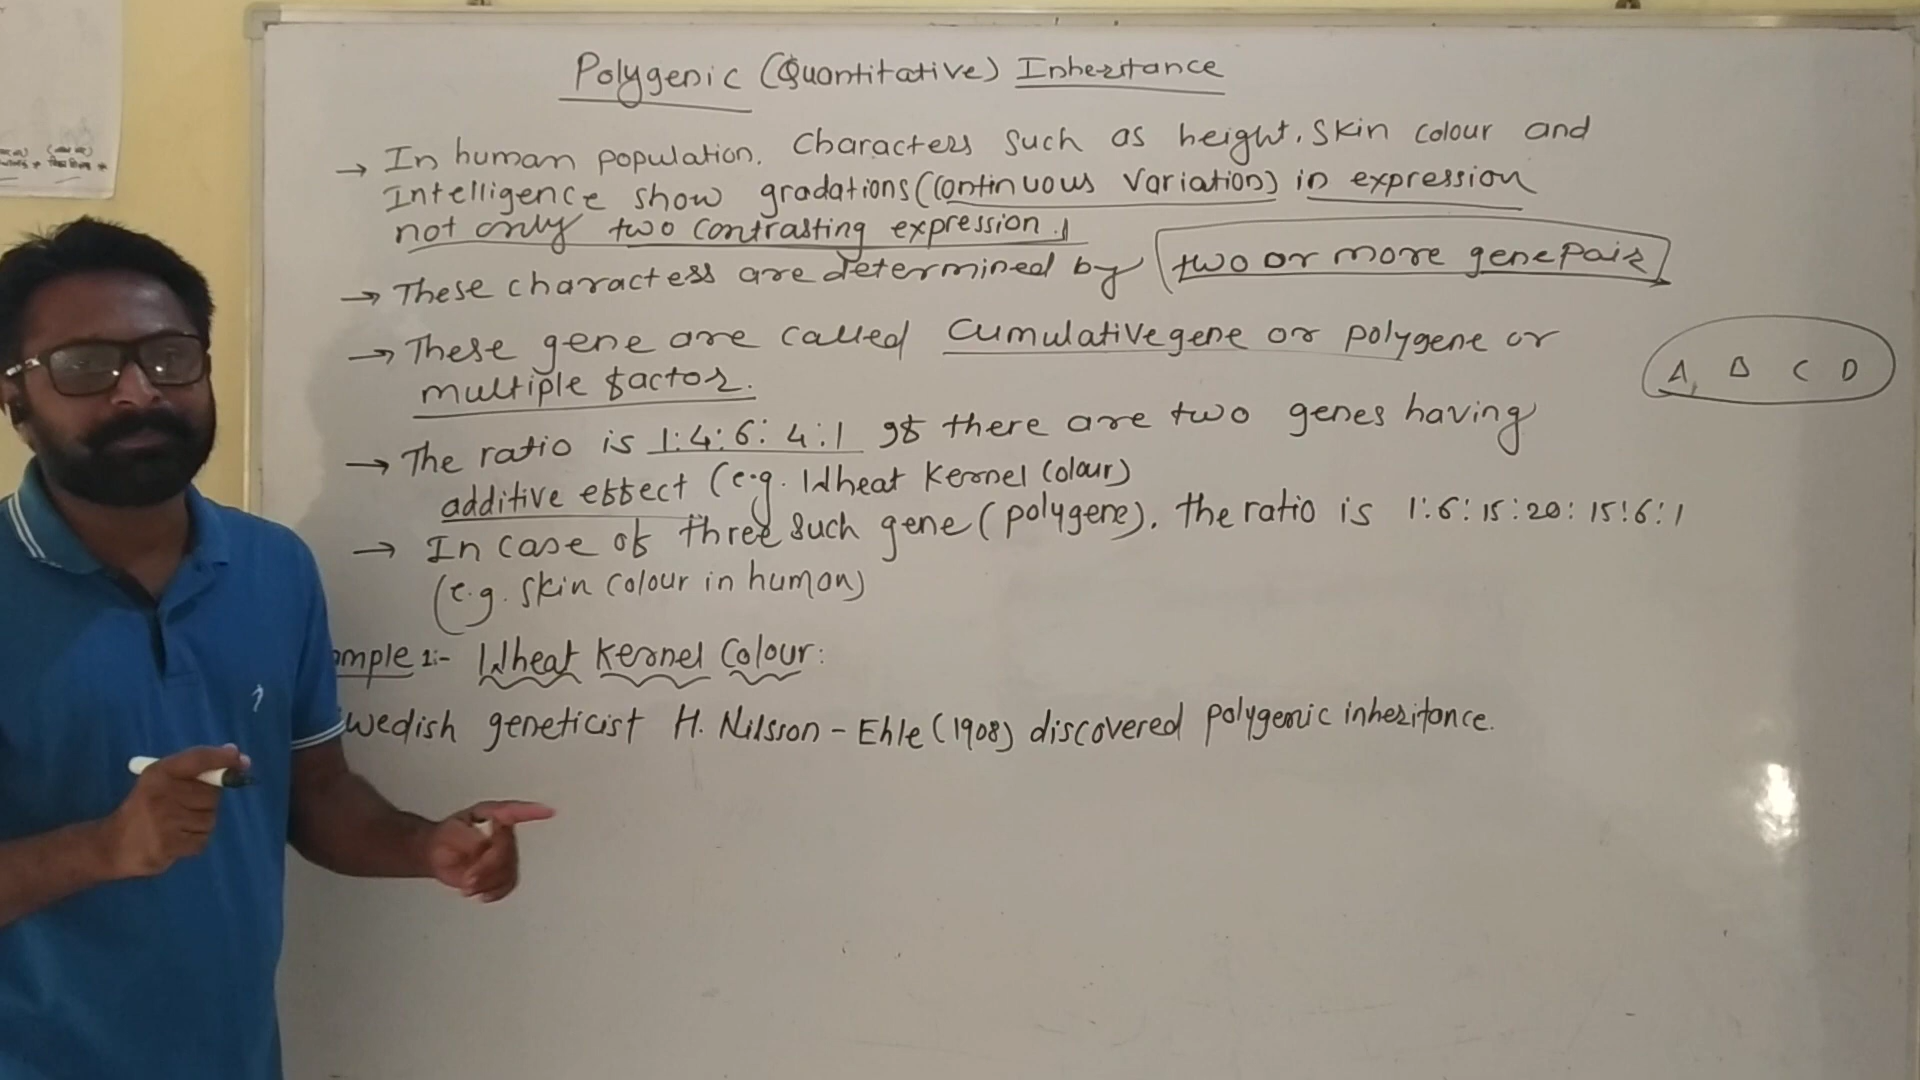 Polygenic (Quantitative) Inheritance
→ In human population, Characters such as height, skin colour and
Intelligence show gradations (continuous variation) in expression
not only two contrasting expression.
→ These characters are determined by two or more gene pair
→ These gene are called cumulative gene or polygene or
multiple factor.
A, B C D
→ The ratio is 1:4:6:4:1 If there are two genes having
additive effect (e.g. Wheat Kernel Colour)
→ In case of three such gene (polygene), the ratio is 1:6:15:20:15:6:1
(e.g. skin colour in human)
ample 1:- Wheat Kernel Colour:
wedish geneticist H. Nilsson - Ehle (1908) discovered polygenic inheritance.